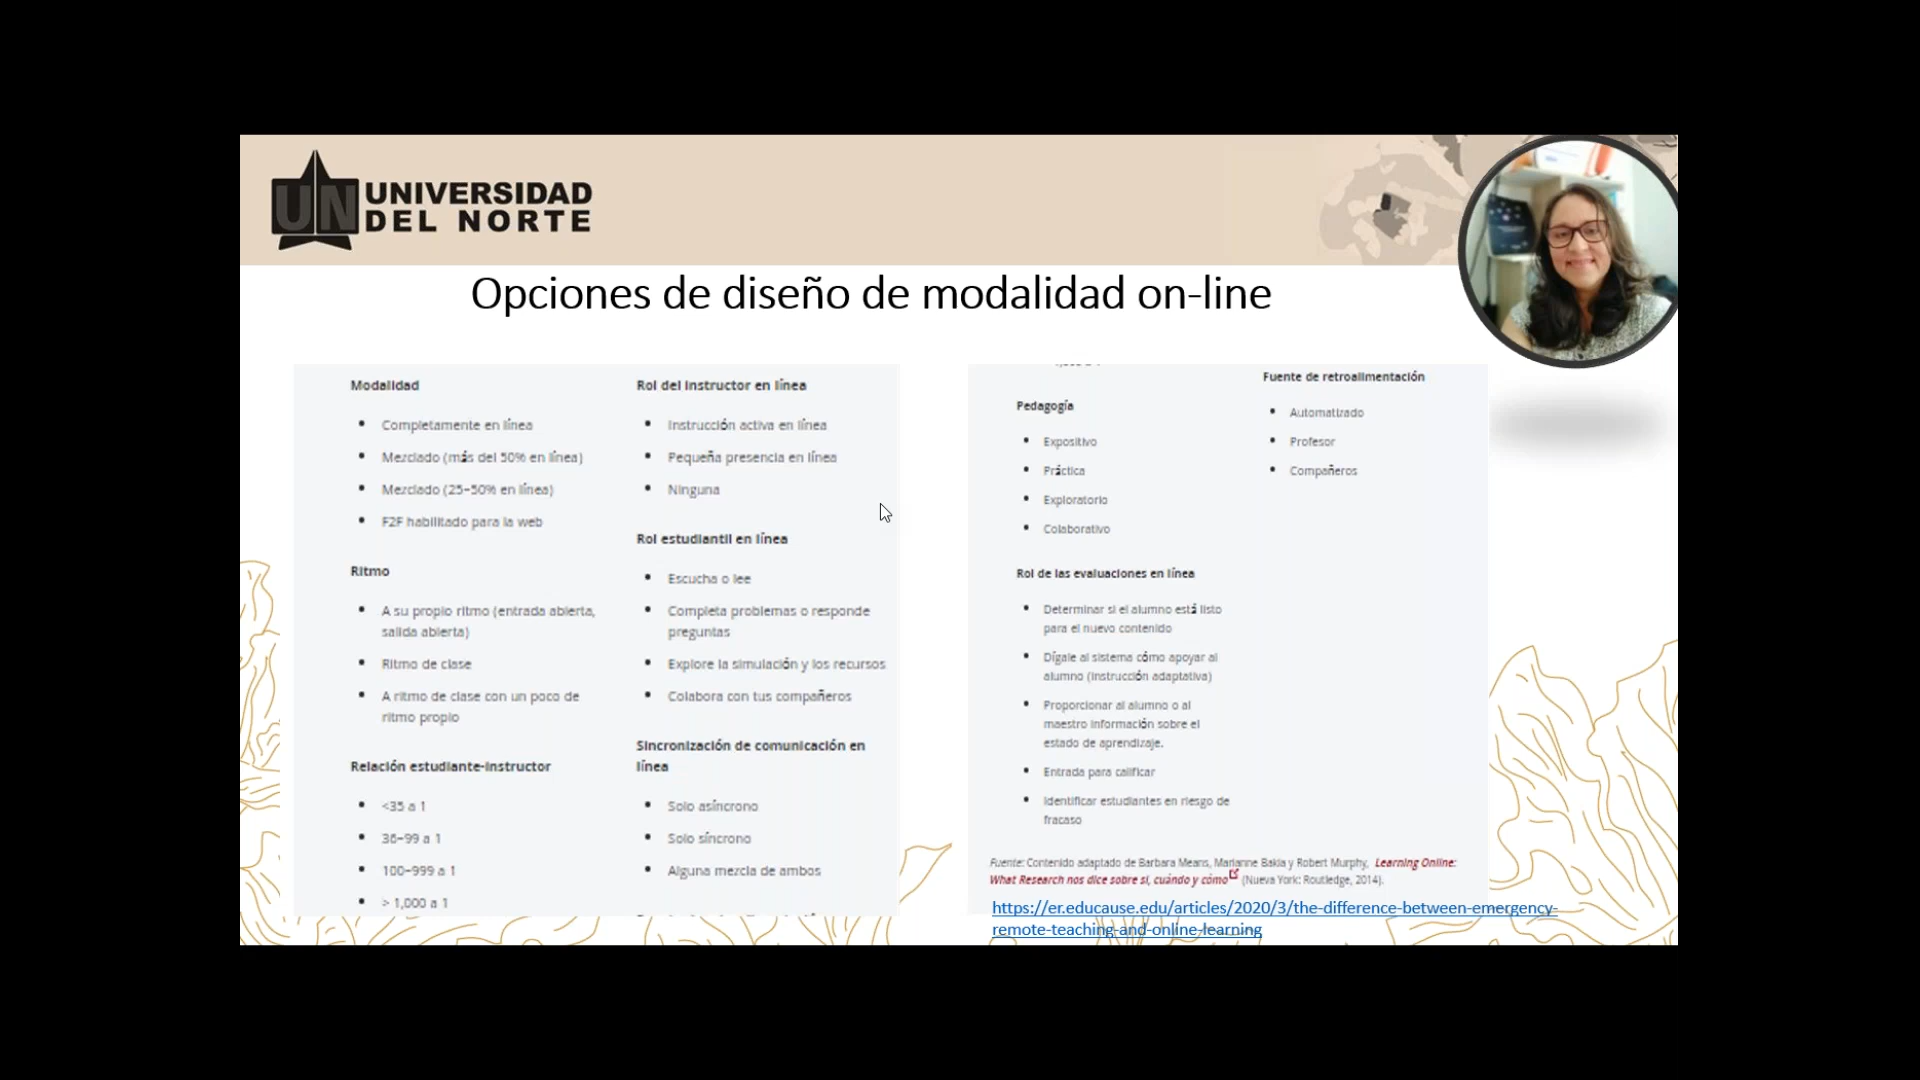 UN UNIVERSIDAD
DEL NORTE
Opciones de diseño de modalidad on-line
Modalidad
• Completamente en línea
• Mezclado (más del 50% en línea)
• Mezclado (25–50% en línea)
• F2F habilitado para la web
Ritmo
• A su propio ritmo (entrada abierta,
salida abierta)
• Ritmo de clase
• A ritmo de clase con un poco de
ritmo propio
Relación estudiante-instructor
• <35 a 1
• 36–99 a 1
• 100–999 a 1
• > 1,000 a 1
Rol del instructor en línea
• Instrucción activa en línea
• Pequeña presencia en línea
• Ninguna
Rol estudiantil en línea
• Escucha o lee
• Completa problemas o responde
preguntas
• Explore la simulación y los recursos
• Colabora con tus compañeros
Sincronización de comunicación en
línea
• Solo asíncrono
• Solo síncrono
• Alguna mezcla de ambos
Pedagogía
• Expositivo
• Práctica
• Exploratorio
• Colaborativo
Rol de las evaluaciones en línea
• Determinar si el alumno está listo
para el nuevo contenido
• Dígale al sistema cómo apoyar al
alumno (instrucción adaptativa)
• Proporcionar al alumno o al
maestro información sobre el
estado de aprendizaje.
• Entrada para calificar
• Identificar estudiantes en riesgo de
fracaso
Fuente de retroalimentación
• Automatizado
• Profesor
• Compañeros
Fuente: Contenido adaptado de Barbara Means, Marianne Bakia y Robert Murphy, Learning Online:
What Research nos dice sobre si, cuándo y cómo (Nueva York: Routledge, 2014).
https://er.educause.edu/articles/2020/3/the-difference-between-emergency-
remote-teaching-and-online-learning